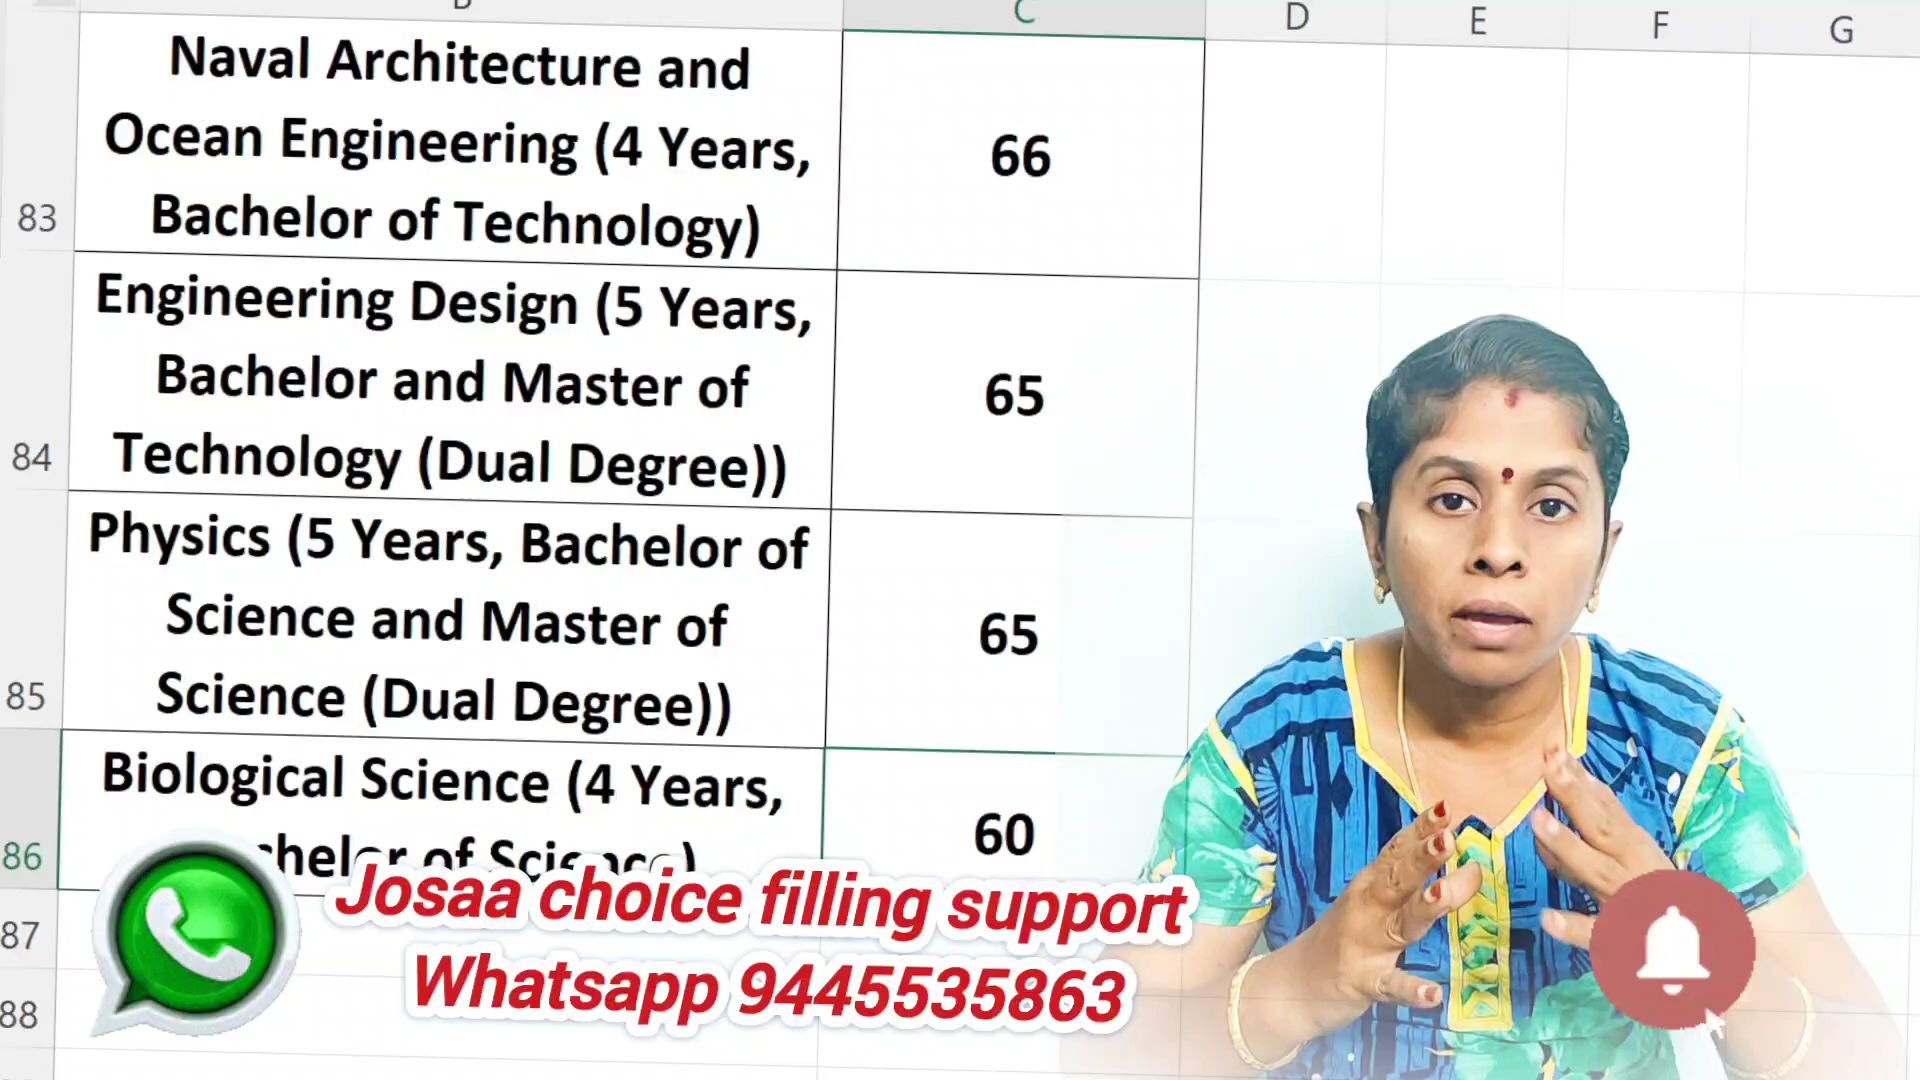 B
C
D
E
F
G
Naval Architecture and
Ocean Engineering (4 Years,
Bachelor of Technology)
66
83
Engineering Design (5 Years,
Bachelor and Master of
Technology (Dual Degree))
65
84
Physics (5 Years, Bachelor of
Science and Master of
Science (Dual Degree))
65
85
Biological Science (4 Years,
of Science)
60
86
87
88
Josaa choice filling support
Whatsapp 9445535863